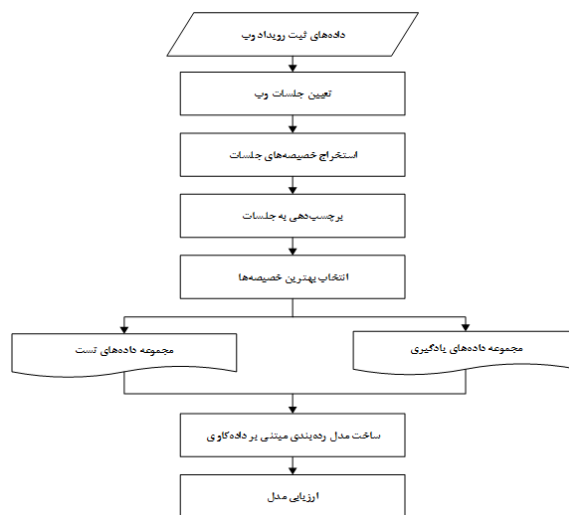 داده‌های ثبت رویداد وب
تعیین جلسات وب
استخراج خصیصه‌های جلسات
برچسب‌دهی به جلسات
انتخاب بهترین خصیصه‌ها
مجموعه داده‌های یادگیری
مجموعه داده‌های تست
ساخت مدل رده‌بندی مبتنی بر داده‌کاوی
ارزیابی مدل